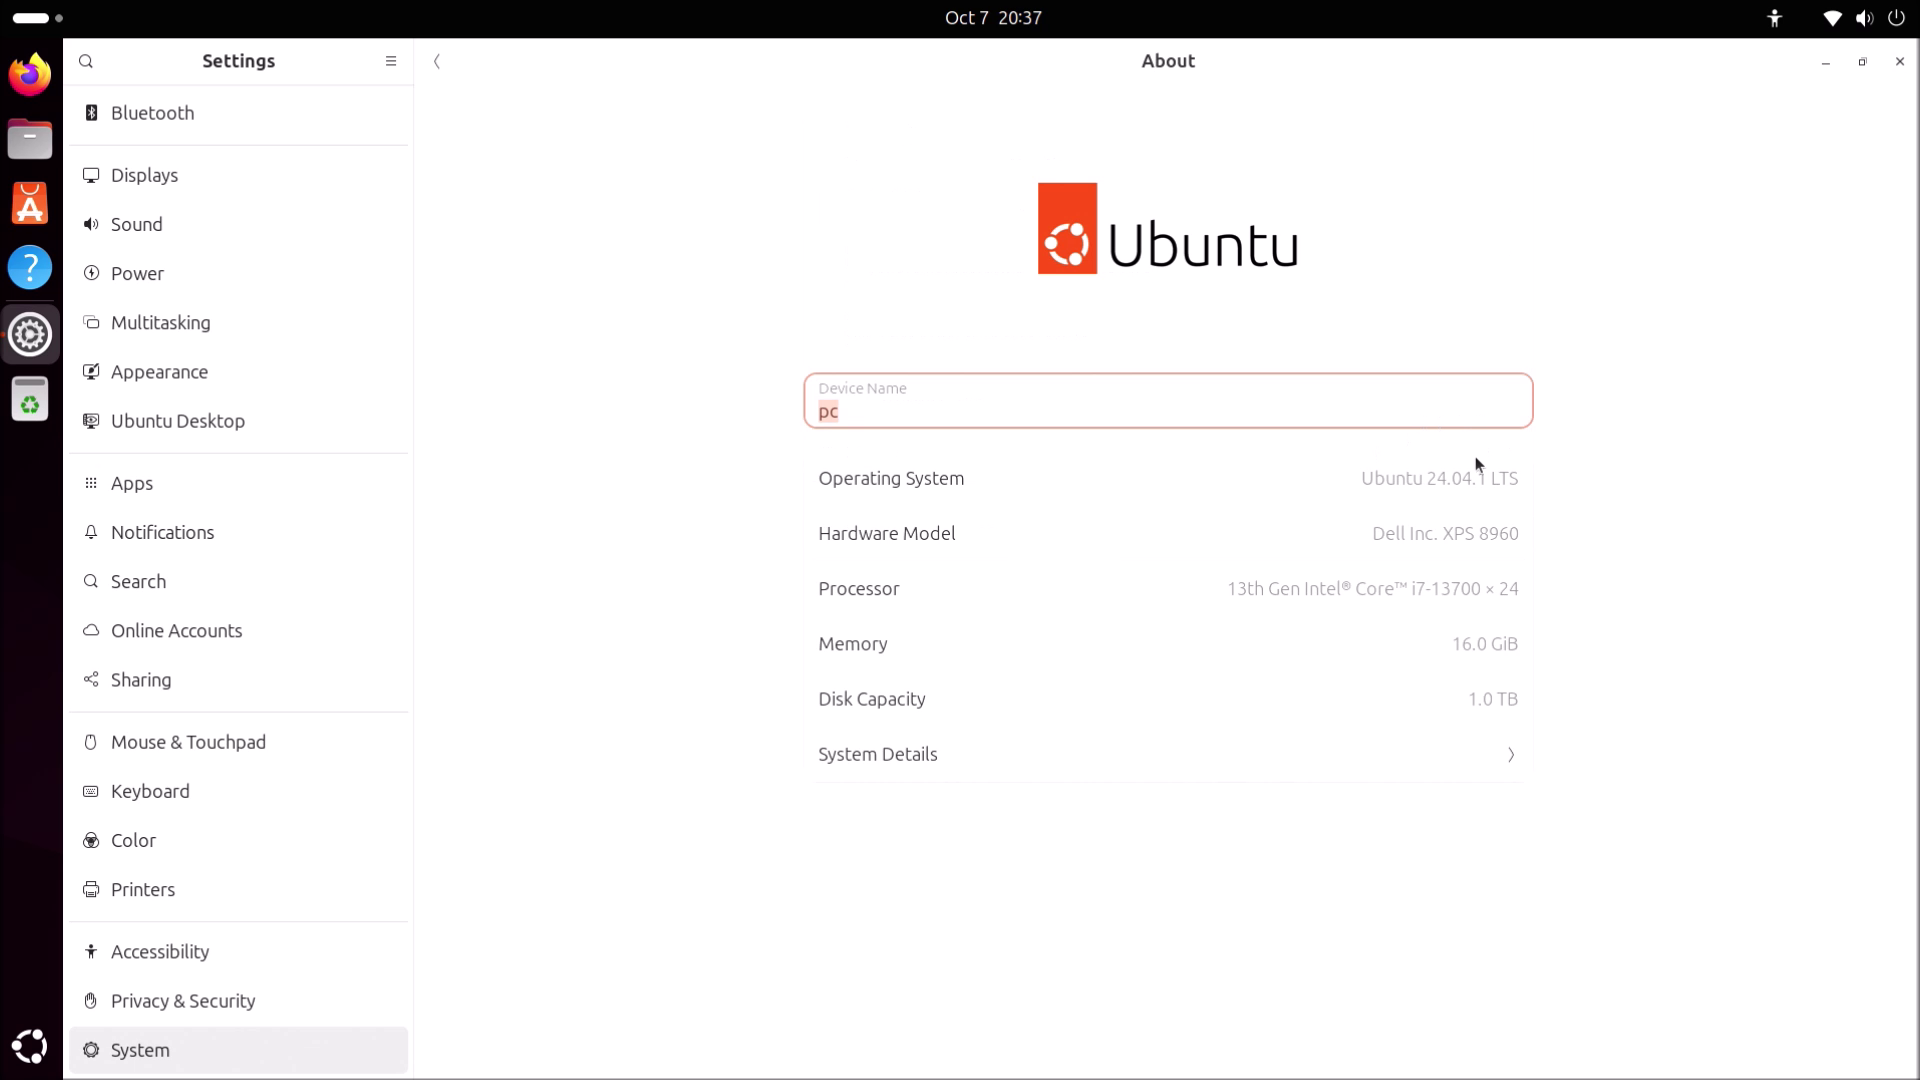 Oct 7 20:37
Settings
About
Bluetooth
Displays
Sound
Power
Multitasking
Appearance
Ubuntu Desktop
Apps
Notifications
Search
Online Accounts
Sharing
Mouse & Touchpad
Keyboard
Color
Printers
Accessibility
Privacy & Security
System
Ubuntu
Device Name
pc
Operating System Ubuntu 24.04.1 LTS
Hardware Model Dell Inc. XPS 8960
Processor 13th Gen Intel® Core™ i7-13700 × 24
Memory 16.0 GiB
Disk Capacity 1.0 TB
System Details